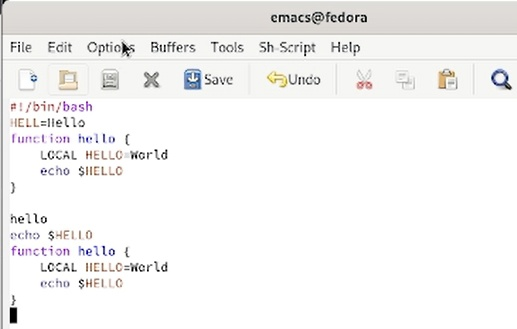 emacs@fedora
File Edit Options Buffers Tools Sh-Script Help
Save Undo
#!/bin/bash
HELL=Hello
function hello {
    LOCAL HELLO=World
    echo $HELLO
}

hello
echo $HELLO
function hello {
    LOCAL HELLO=World
    echo $HELLO
}